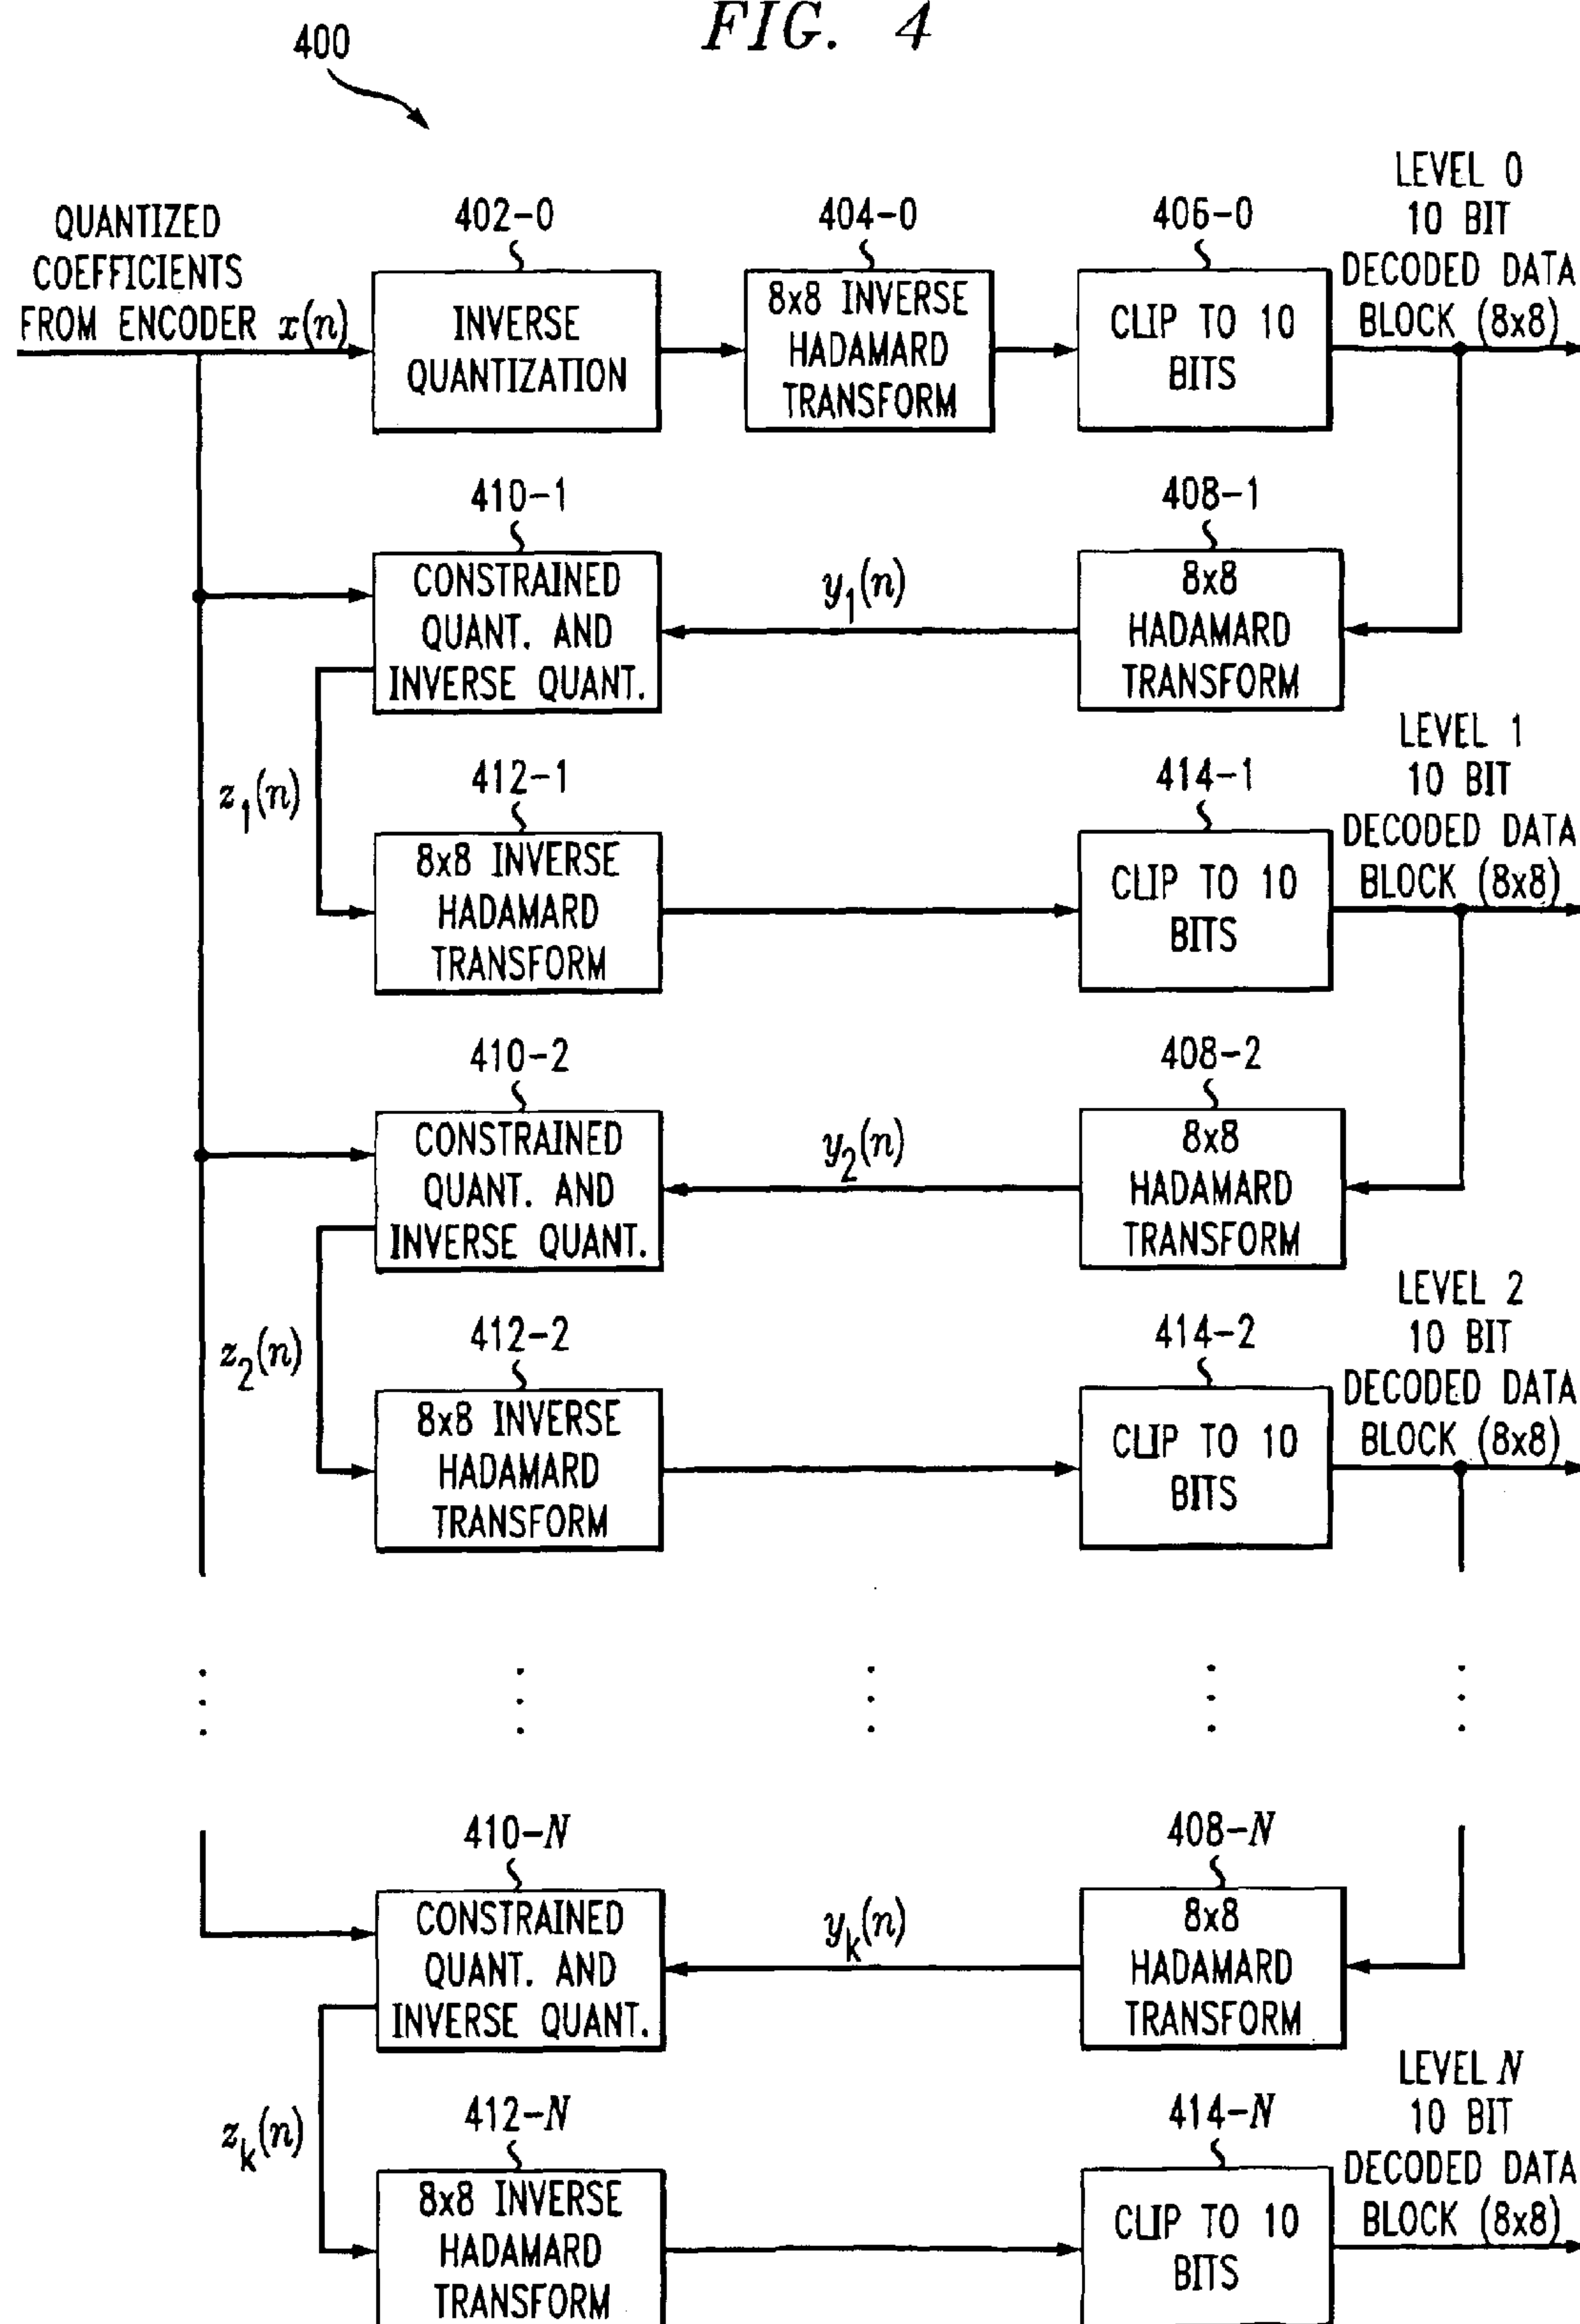 FIG. 4
400
QUANTIZED
COEFFICIENTS
FROM ENCODER x(n)
402-0
INVERSE
QUANTIZATION
404-0
8x8 INVERSE
HADAMARD
TRANSFORM
406-0
CLIP TO 10
BITS
LEVEL 0
10 BIT
DECODED DATA
BLOCK (8x8)
410-1
CONSTRAINED
QUANT. AND
INVERSE QUANT.
y1(n)
408-1
8x8
HADAMARD
TRANSFORM
z1(n)
412-1
8x8 INVERSE
HADAMARD
TRANSFORM
414-1
CLIP TO 10
BITS
LEVEL 1
10 BIT
DECODED DATA
BLOCK (8x8)
410-2
CONSTRAINED
QUANT. AND
INVERSE QUANT.
y2(n)
408-2
8x8
HADAMARD
TRANSFORM
z2(n)
412-2
8x8 INVERSE
HADAMARD
TRANSFORM
414-2
CLIP TO 10
BITS
LEVEL 2
10 BIT
DECODED DATA
BLOCK (8x8)
410-N
CONSTRAINED
QUANT. AND
INVERSE QUANT.
yk(n)
408-N
8x8
HADAMARD
TRANSFORM
zk(n)
412-N
8x8 INVERSE
HADAMARD
TRANSFORM
414-N
CLIP TO 10
BITS
LEVEL N
10 BIT
DECODED DATA
BLOCK (8x8)